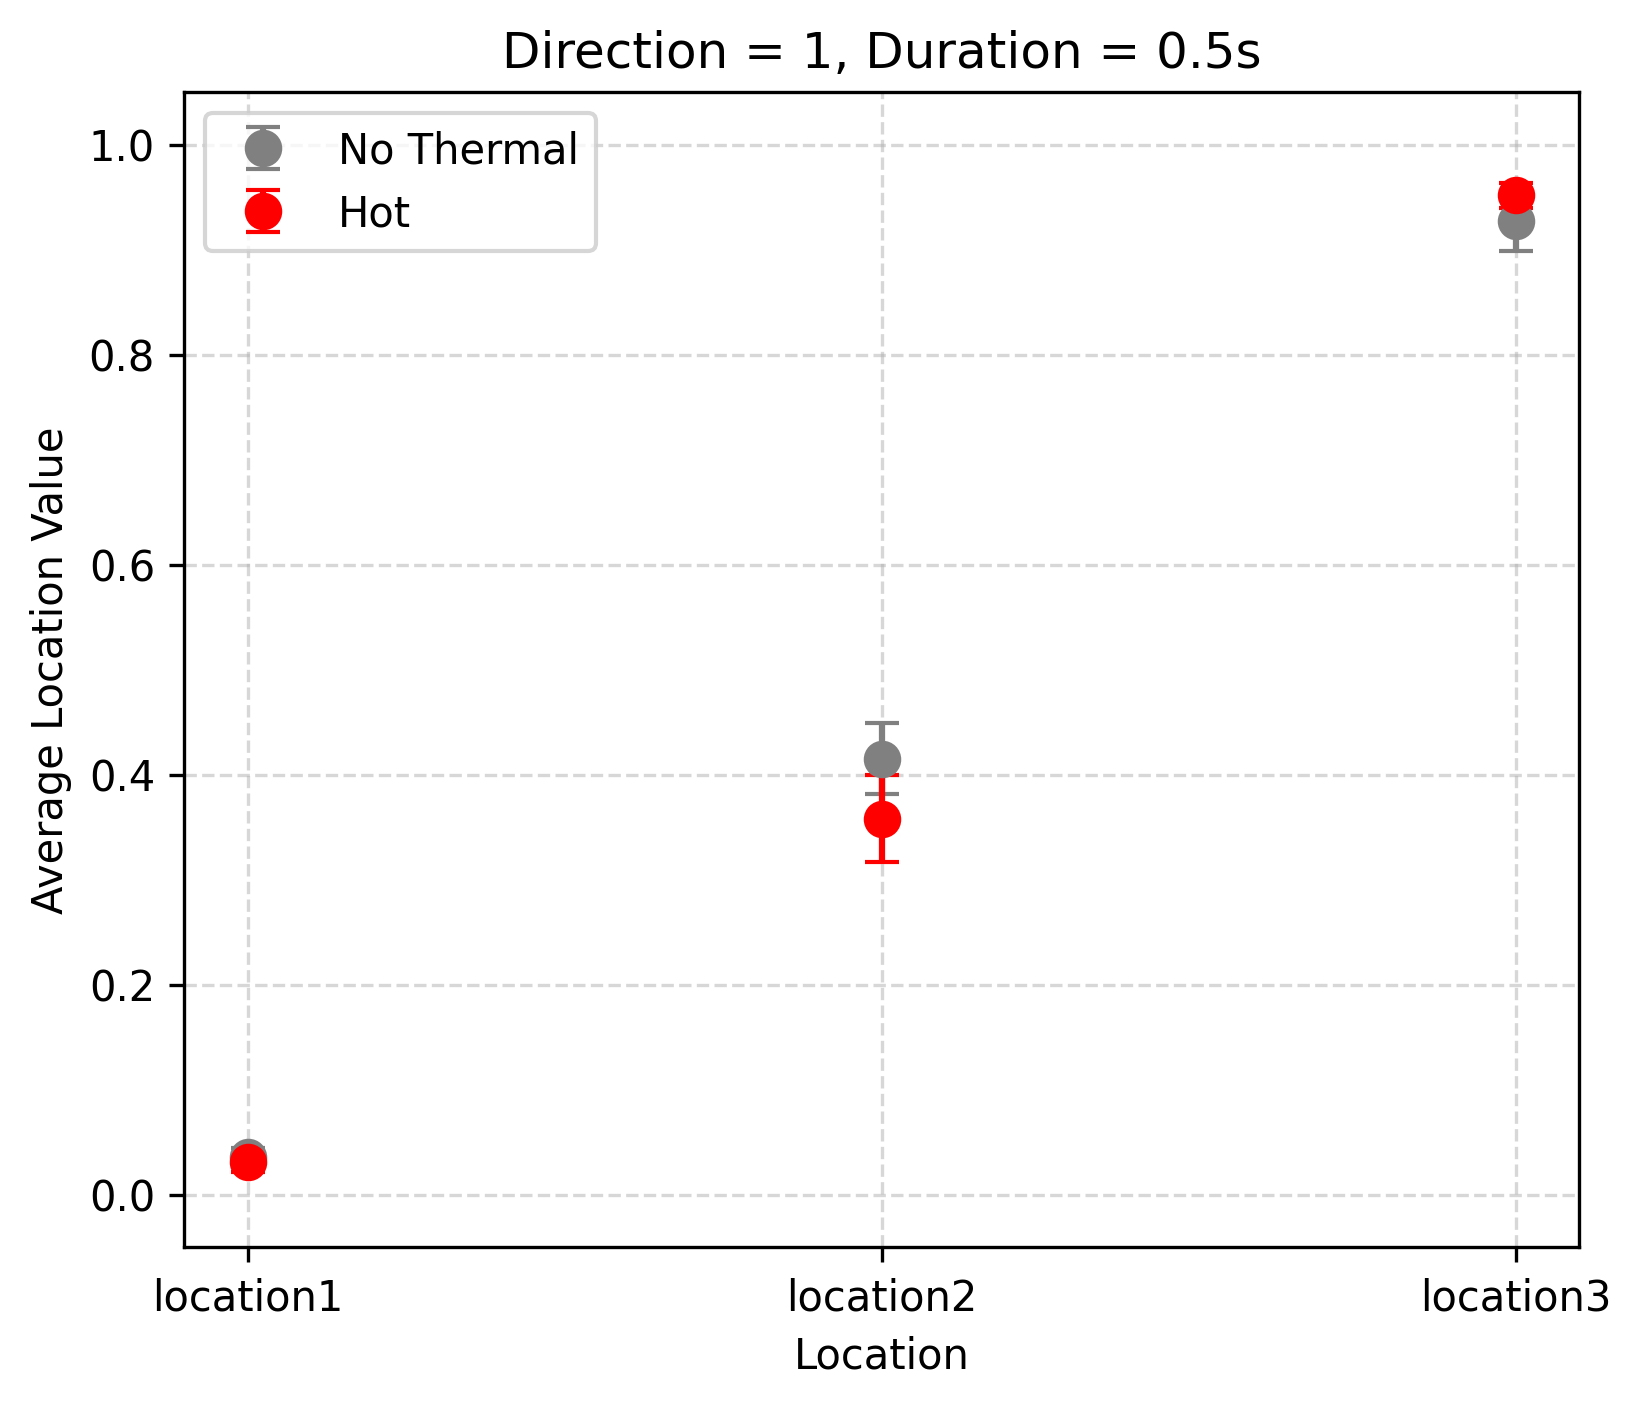 Direction = 1, Duration = 0.5s
No Thermal
Hot
1.0
0.8
0.6
0.4
0.2
0.0
Average Location Value
location1
location2
location3
Location